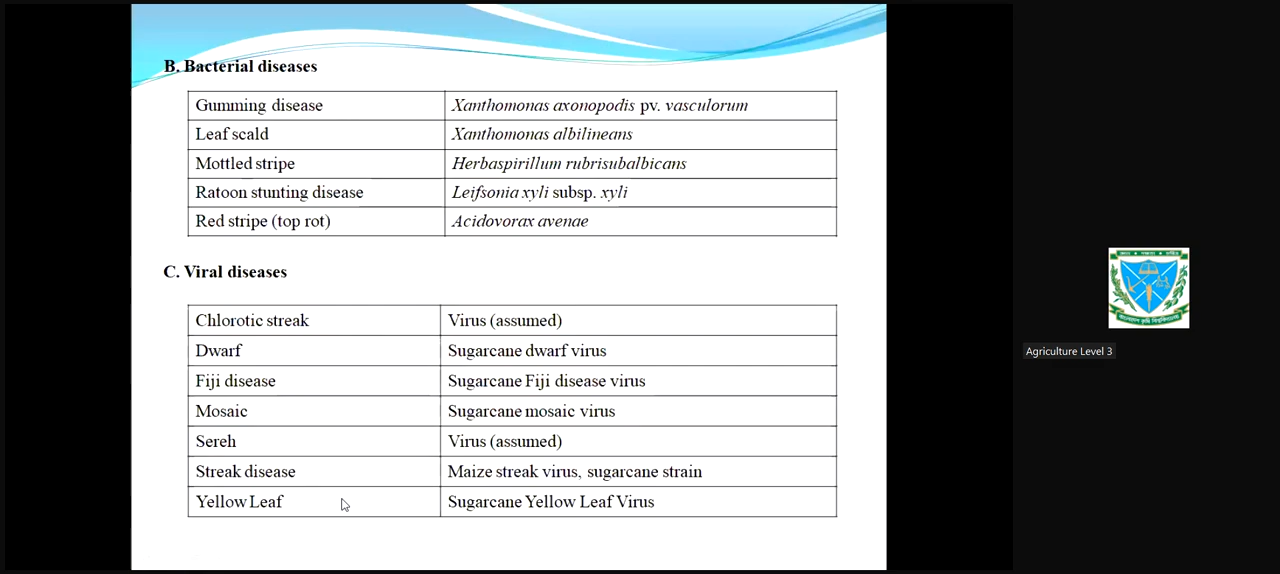 B. Bacterial diseases
Gumming disease Xanthomonas axonopodis pv. vasculorum
Leaf scald Xanthomonas albilineans
Mottled stripe Herbaspirillum rubrisubalbicans
Ratoon stunting disease Leifsonia xyli subsp. xyli
Red stripe (top rot) Acidovorax avenae
C. Viral diseases
Chlorotic streak Virus (assumed)
Dwarf Sugarcane dwarf virus
Fiji disease Sugarcane Fiji disease virus
Mosaic Sugarcane mosaic virus
Sereh Virus (assumed)
Streak disease Maize streak virus, sugarcane strain
Yellow Leaf Sugarcane Yellow Leaf Virus
Agriculture Level 3